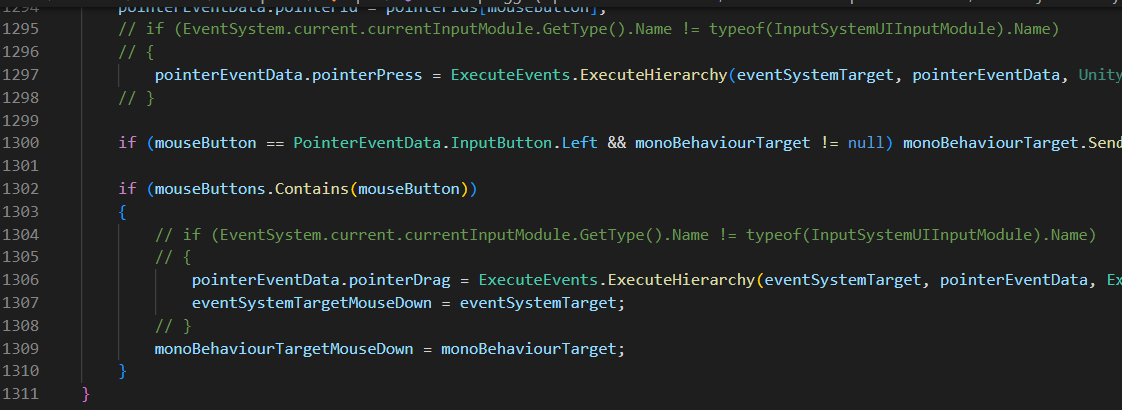 1294 pointerEventData.pointerId = pointerIds[mouseButton];
1295 // if (EventSystem.current.currentInputModule.GetType().Name != typeof(InputSystemUIInputModule).Name)
1296 // {
1297 pointerEventData.pointerPress = ExecuteEvents.ExecuteHierarchy(eventSystemTarget, pointerEventData, Unity
1298 // }
1299
1300 if (mouseButton == PointerEventData.InputButton.Left && monoBehaviourTarget != null) monoBehaviourTarget.Send
1301
1302 if (mouseButtons.Contains(mouseButton))
1303 {
1304 // if (EventSystem.current.currentInputModule.GetType().Name != typeof(InputSystemUIInputModule).Name)
1305 // {
1306 pointerEventData.pointerDrag = ExecuteEvents.ExecuteHierarchy(eventSystemTarget, pointerEventData, Ex
1307 eventSystemTargetMouseDown = eventSystemTarget;
1308 // }
1309 monoBehaviourTargetMouseDown = monoBehaviourTarget;
1310 }
1311 }